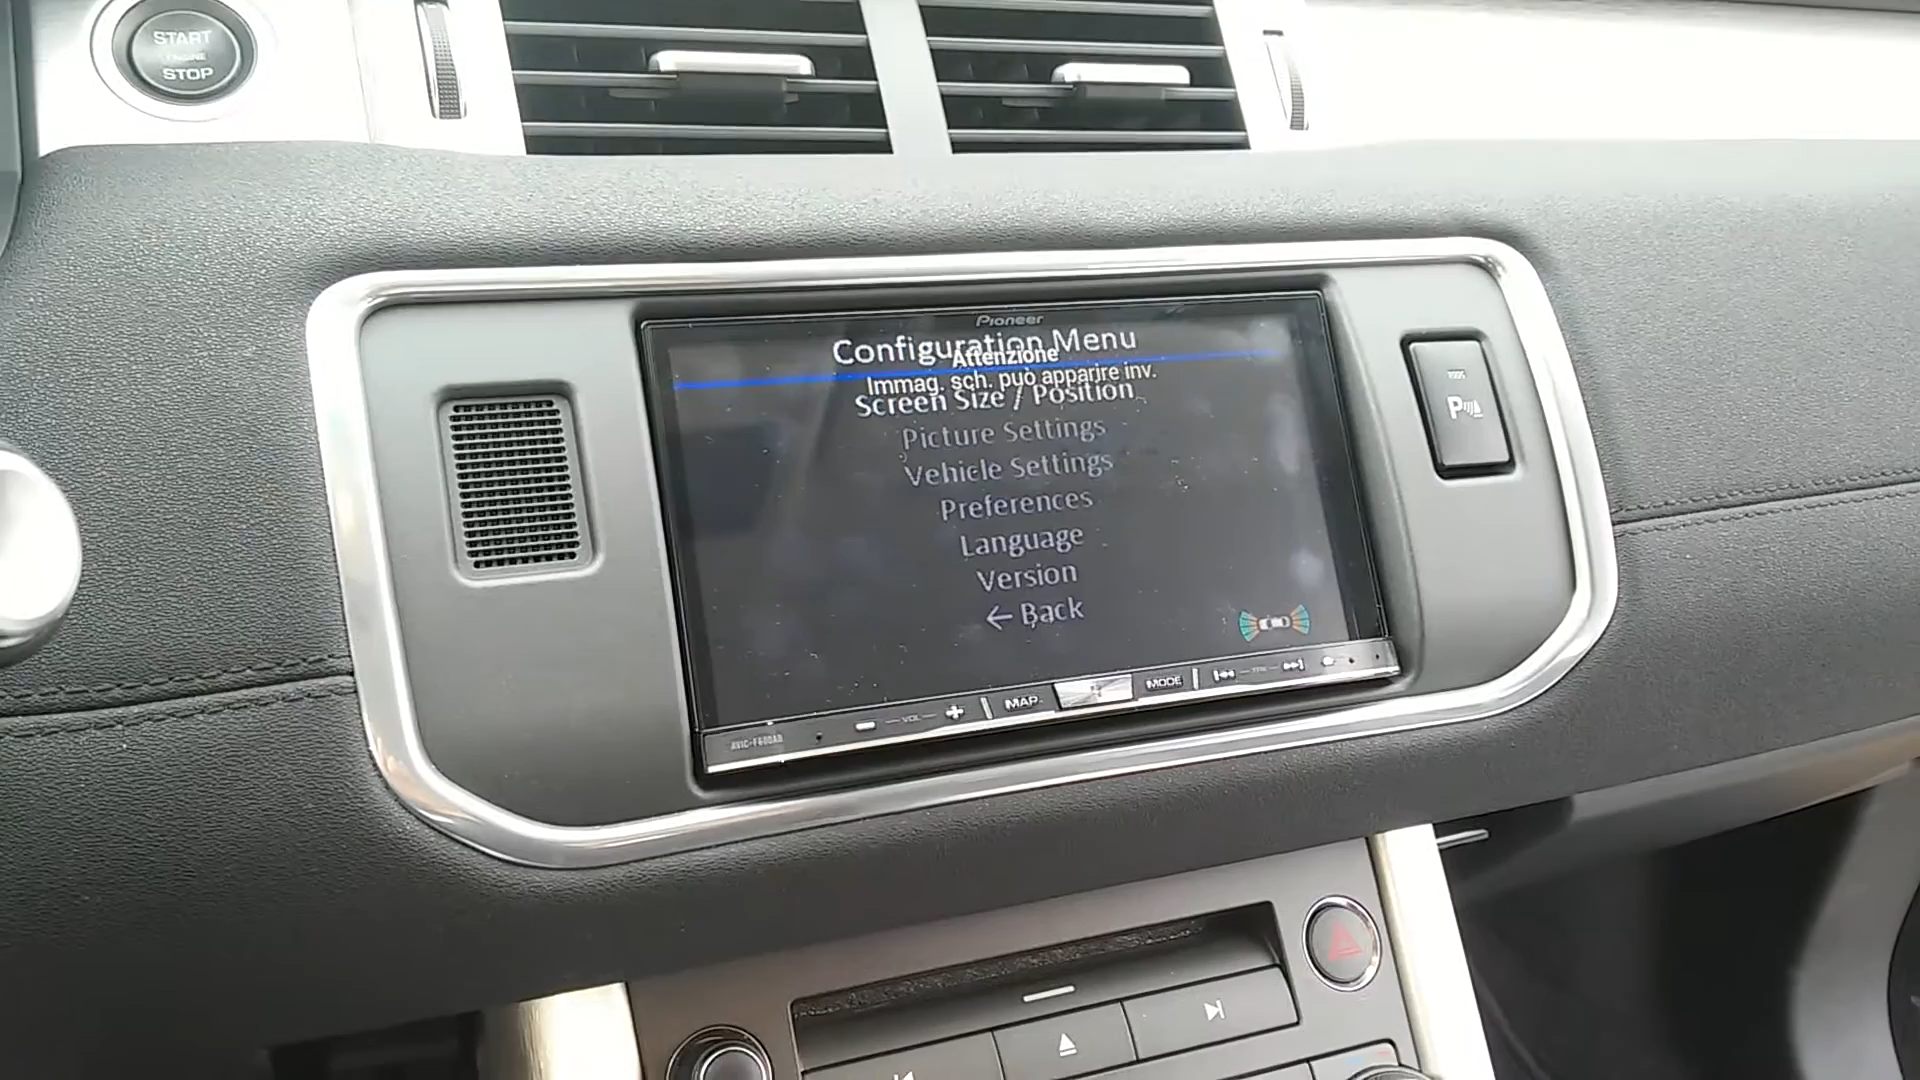 START
ENGINE
STOP
Pioneer
Configuration Menu
Attenzione
Immag. sch. può apparire inv.
Screen Size / Position
Picture Settings
Vehicle Settings
Preferences
Language
Version
← Back
P
VOL
MAP
MODE